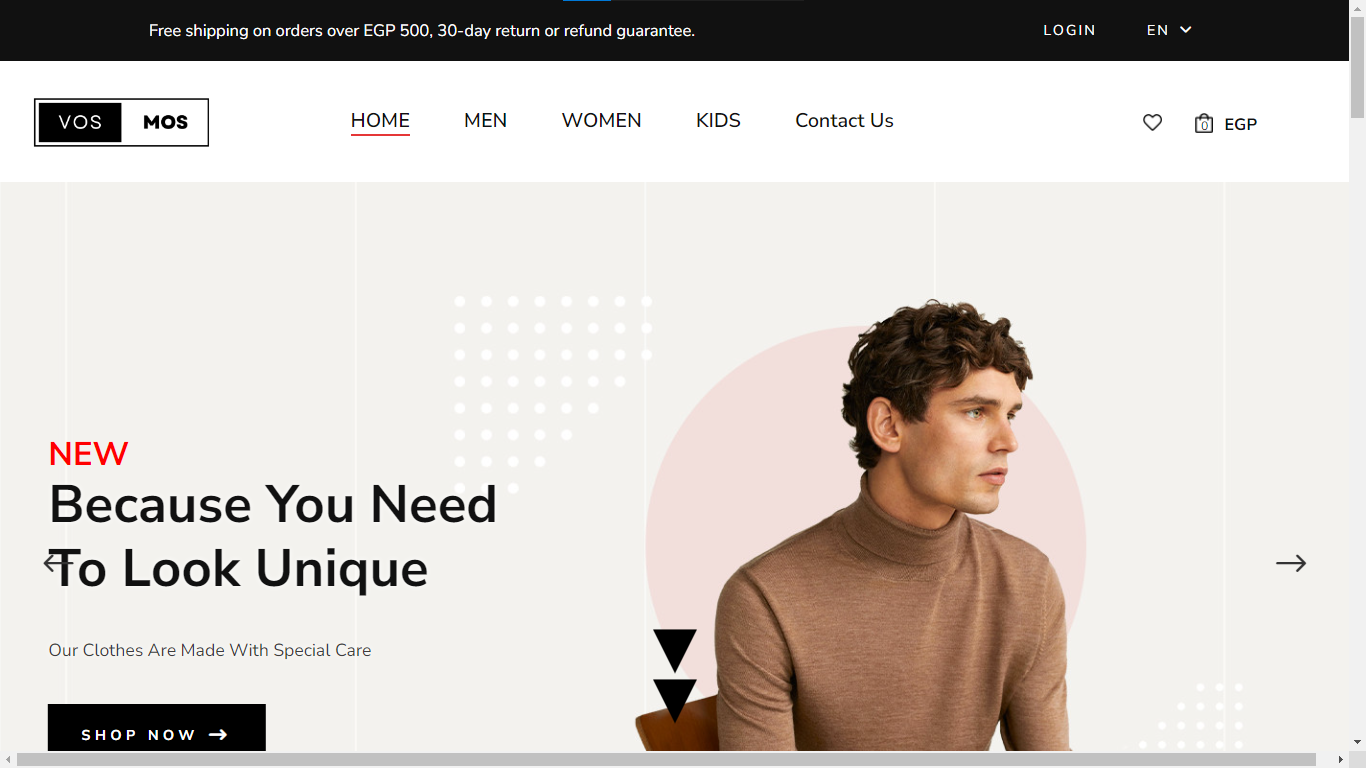 Free shipping on orders over EGP 500, 30-day return or refund guarantee.
LOGIN
EN
VOS MOS
HOME MEN WOMEN KIDS Contact Us
0 EGP
NEW
Because You Need
To Look Unique
Our Clothes Are Made With Special Care
SHOP NOW